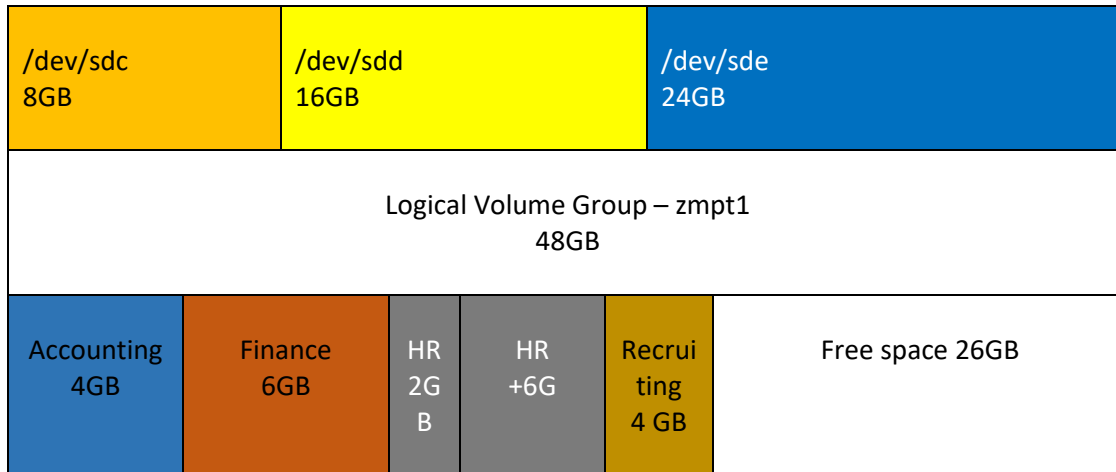 /dev/sdc
8GB
/dev/sdd
16GB
/dev/sde
24GB
Logical Volume Group – zmpt1
48GB
Accounting
4GB
Finance
6GB
HR
2G
B
HR
+6G
Recrui
ting
4 GB
Free space 26GB